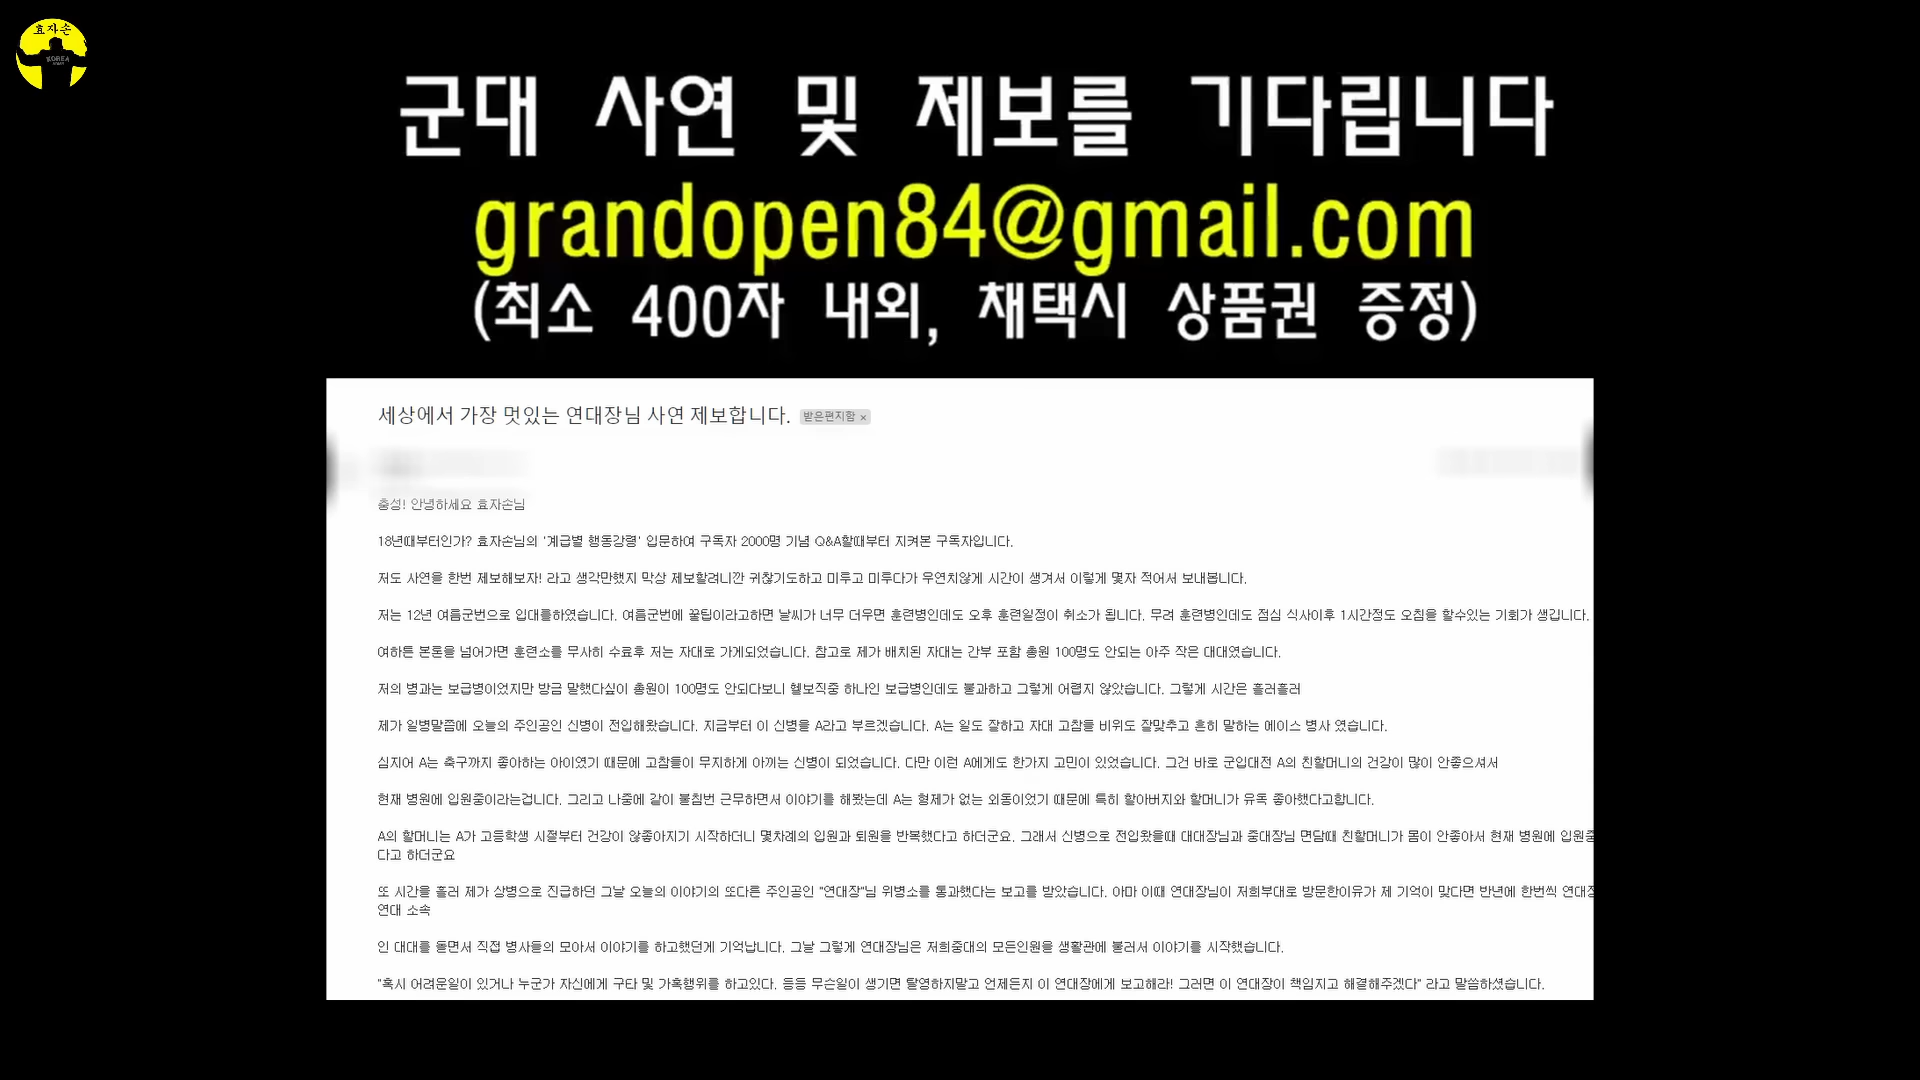 효자손
KOREA
군대 사연 및 제보를 기다립니다
grandopen84@gmail.com
(최소 400자 내외, 채택시 상품권 증정)
세상에서 가장 멋있는 연대장님 사연 제보합니다. 받은편지함 ×
충성! 안녕하세요 효자손님
18년때부터인가? 효자손님의 '계급별 행동강령' 입문하여 구독자 2000명 기념 Q&A할때부터 지켜본 구독자입니다.
저도 사연을 한번 제보해보자! 라고 생각만했지 막상 제보할려니깐 귀찮기도하고 미루고 미루다가 우연치않게 시간이 생겨서 이렇게 몇자 적어서 보내봅니다.
저는 12년 여름군번으로 입대를하였습니다. 여름군번에 꿀팁이라고하면 날씨가 너무 더우면 훈련병인데도 오후 훈련일정이 취소가 됩니다. 무려 훈련병인데도 점심 식사이후 1시간정도 오침을 할수있는 기회가 생깁니다.
여하튼 본론을 넘어가면 훈련소를 무사히 수료후 저는 자대로 가게되었습니다. 참고로 제가 배치된 자대는 간부 포함 총원 100명도 안되는 아주 작은 대대였습니다.
저의 병과는 보급병이었지만 방금 말했다싶이 총원이 100명도 안되다보니 헬보직중 하나인 보급병인데도 불과하고 그렇게 어렵지 않았습니다. 그렇게 시간은 흘러흘러
제가 일병말쯤에 오늘의 주인공인 신병이 전입해왔습니다. 지금부터 이 신병을 A라고 부르겠습니다. A는 일도 잘하고 자대 고참들 비위도 잘맞추고 흔히 말하는 에이스 병사 였습니다.
심지어 A는 축구까지 좋아하는 아이였기 때문에 고참들이 무지하게 아끼는 신병이 되었습니다. 다만 이런 A에게도 한가지 고민이 있었습니다. 그건 바로 군입대전 A의 친할머니의 건강이 많이 안좋으셔서
현재 병원에 입원중이라는겁니다. 그리고 나중에 같이 불침번 근무하면서 이야기를 해봤는데 A는 형제가 없는 외동이었기 때문에 특히 할아버지와 할머니가 유독 좋아했다고합니다.
A의 할머니는 A가 고등학생 시절부터 건강이 않좋아지기 시작하더니 몇차례의 입원과 퇴원을 반복했다고 하더군요. 그래서 신병으로 전입왔을때 대대장님과 중대장님 면담때 친할머니가 몸이 안좋아서 현재 병원에 입원중
다고 하더군요
또 시간을 흘러 제가 상병으로 진급하던 그날 오늘의 이야기의 또다른 주인공인 "연대장"님 위병소를 통과했다는 보고를 받았습니다. 아마 이때 연대장님이 저희부대로 방문한이유가 제 기억이 맞다면 반년에 한번씩 연대장
연대 소속
인 대대를 돌면서 직접 병사들의 모아서 이야기를 하고했던게 기억납니다. 그날 그렇게 연대장님은 저희중대의 모든인원을 생활관에 불러서 이야기를 시작했습니다.
"혹시 어려운일이 있거나 누군가 자신에게 구타 및 가혹행위를 하고있다. 등등 무슨일이 생기면 탈영하지말고 언제든지 이 연대장에게 보고해라! 그러면 이 연대장이 책임지고 해결해주겠다" 라고 말씀하셨습니다.